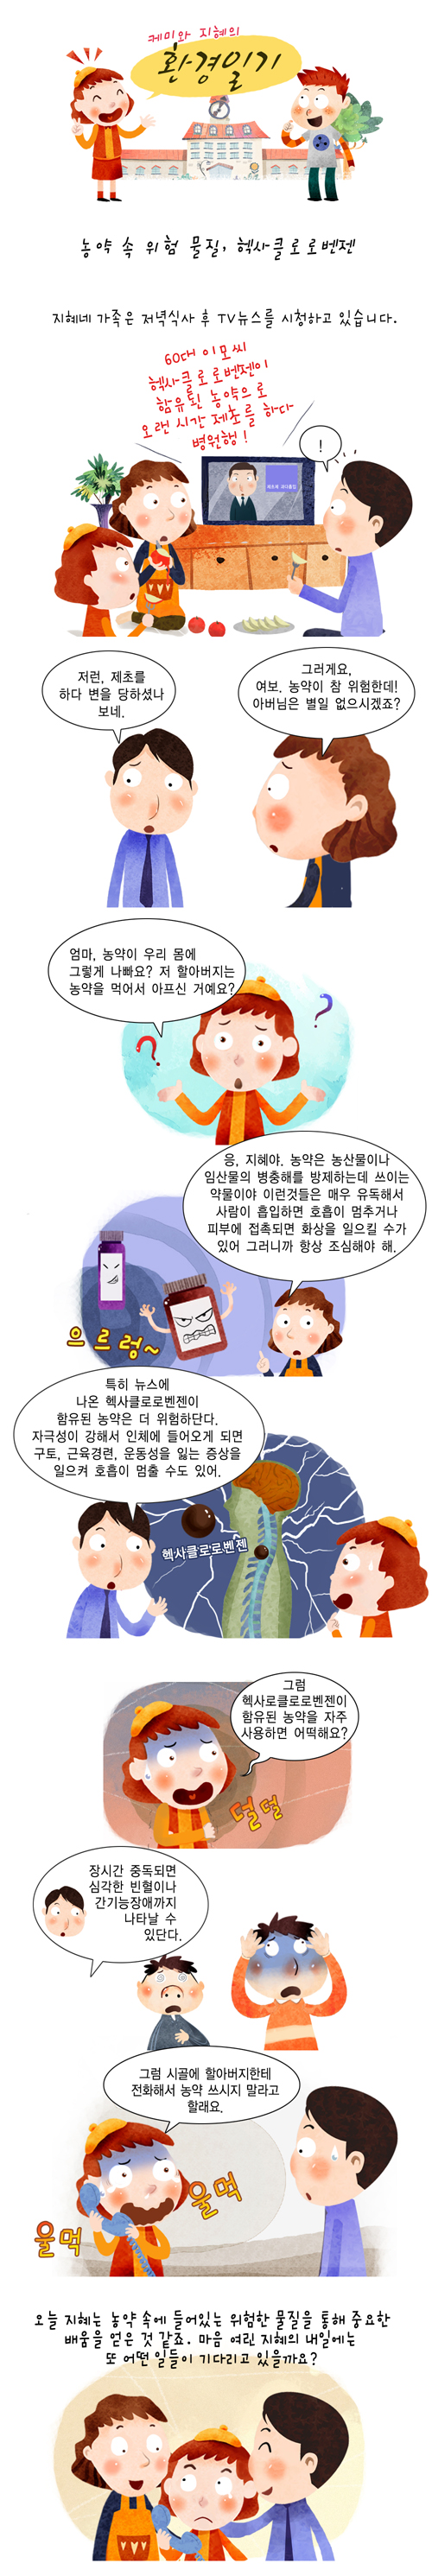 케미와 지혜의
환경일기
농약 속 위험 물질, 헥사클로로벤젠
지혜네 가족은 저녁식사 후 TV뉴스를 시청하고 있습니다.
60대 이모씨
헥사클로로벤젠이
함유된 농약으로
오랜 시간 제초를 하다
병원행!
!
저런, 제초를
하다 변을 당하셨나
보네.
그러게요,
여보, 농약이 참 위험한데!
아버님은 별일 없으시겠죠?
엄마, 농약이 우리 몸에
그렇게 나빠요? 저 할아버지는
농약을 먹어서 아프신 거예요?
? ?
응, 지혜야. 농약은 농산물이나
임산물의 병충해를 방제하는데 쓰이는
약물이야 이런것들은 매우 유독해서
사람이 흡입하면 호흡이 멈추거나
피부에 접촉되면 화상을 일으킬 수가
있어 그러니까 항상 조심해야 해.
으르렁~
특히 뉴스에
나온 헥사클로로벤젠이
함유된 농약은 더 위험하단다.
자극성이 강해서 인체에 들어오게 되면
구토, 근육경련, 운동성을 잃는 증상을
일으켜 호흡이 멈출 수도 있어.
헥사클로로벤젠
그럼
헥사로클로로벤젠이
함유된 농약을 자주
사용하면 어떡해요?
덜덜
장시간 중독되면
심각한 빈혈이나
간기능장애까지
나타날 수
있단다.
그럼 시골에 할아버지한테
전화해서 농약 쓰시지 말라고
할래요.
울먹
울먹
오늘 지혜는 농약 속에 들어있는 위험한 물질을 통해 중요한
배움을 얻은 것 같죠. 마음 여린 지혜의 내일에는
또 어떤 일들이 기다리고 있을까요?